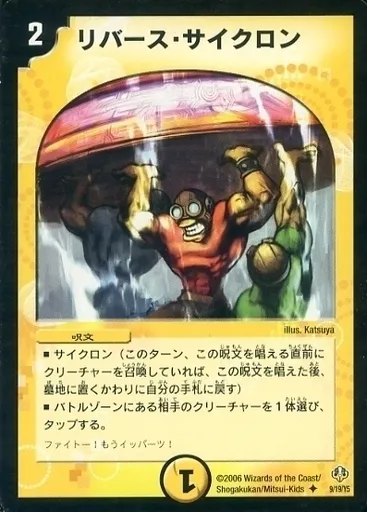 2 リバース・サイクロン
illus. Katsuya
呪文
■ サイクロン（このターン、この呪文を唱える直前に
クリーチャーを召喚していれば、この呪文を唱えた後、
墓地に置くかわりに自分の手札に戻す）
■ バトルゾーンにある相手のクリーチャーを1体選び、
タップする。
ファイトー！もうイッパーツ！
1
©2006 Wizards of the Coast/
Shogakukan/Mitsui-Kids
9/19/Y5